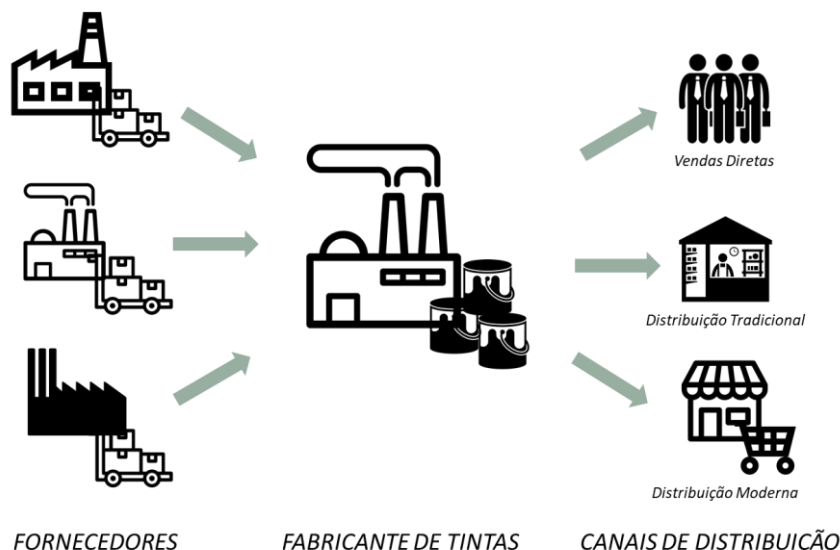 Vendas Diretas
Distribuição Tradicional
Distribuição Moderna
FORNECEDORES
FABRICANTE DE TINTAS
CANAIS DE DISTRIBUIÇÃO